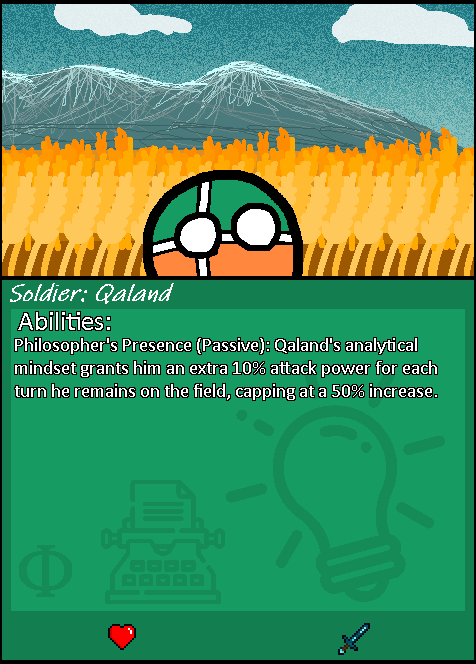 Soldier: Qaland
Abilities:
Philosopher's Presence (Passive): Qaland's analytical
mindset grants him an extra 10% attack power for each
turn he remains on the field, capping at a 50% increase.
Φ